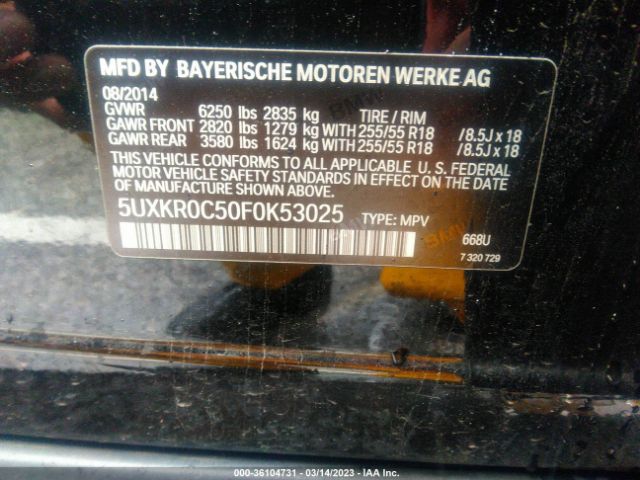 MFD BY BAYERISCHE MOTOREN WERKE AG
08/2014
GVWR 6250 lbs 2835 kg TIRE / RIM
GAWR FRONT 2820 lbs 1279 kg WITH 255/55 R18 /8.5J x 18
GAWR REAR 3580 lbs 1624 kg WITH 255/55 R18 /8.5J x 18
THIS VEHICLE CONFORMS TO ALL APPLICABLE U. S. FEDERAL
MOTOR VEHICLE SAFETY STANDARDS IN EFFECT ON THE DATE
OF MANUFACTURE SHOWN ABOVE.
5UXKR0C50F0K53025 TYPE: MPV
668U
7 320 729
BMW
BMW
BMW
000-36104731 - 03/14/2023 - IAA Inc.